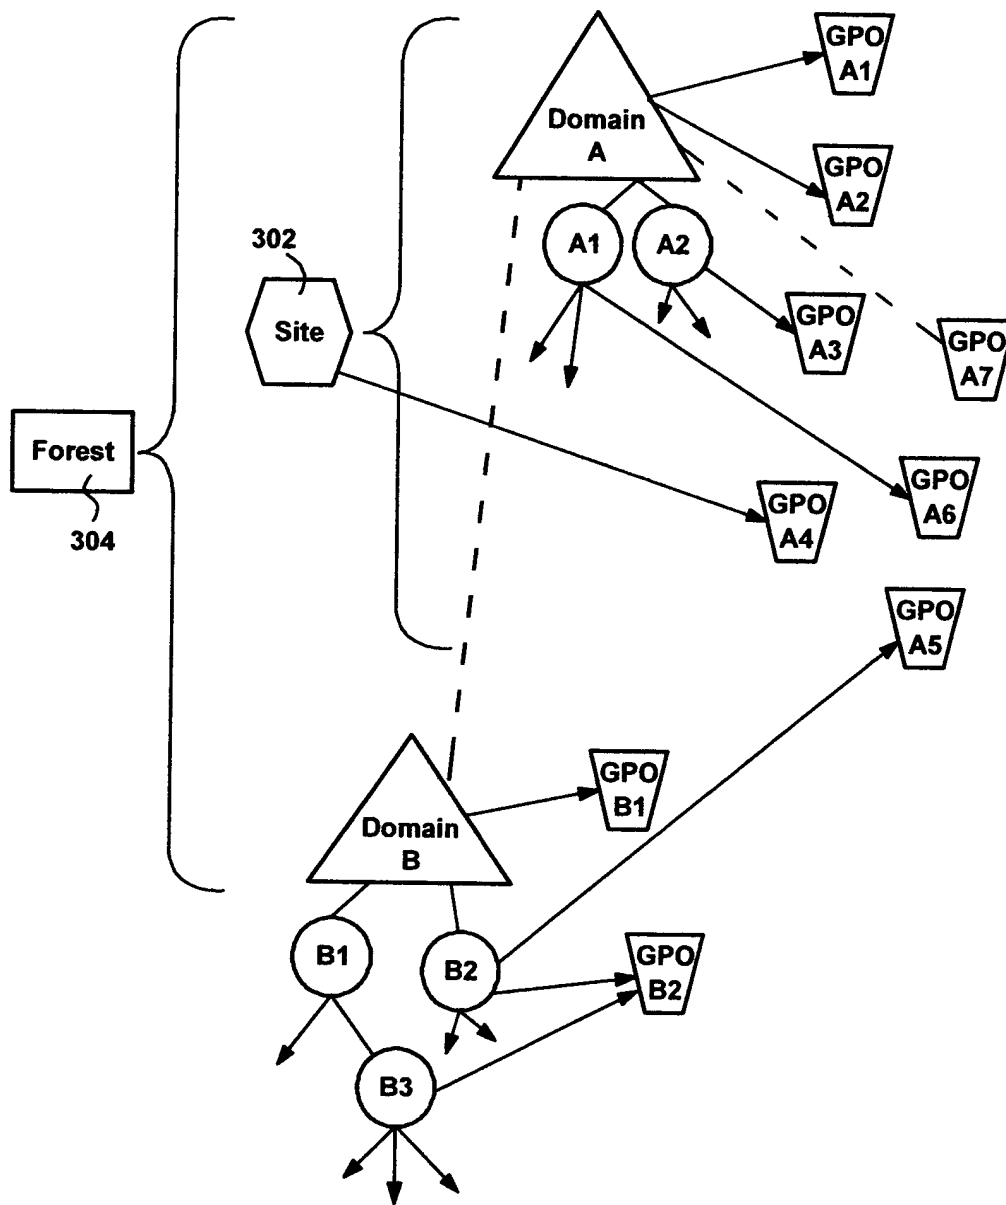 GPO
A1
Domain
A
GPO
A2
302
A1
A2
Site
GPO
A3
GPO
A7
Forest
304
GPO
A6
GPO
A4
GPO
A5
GPO
B1
Domain
B
B1
B2
GPO
B2
B3